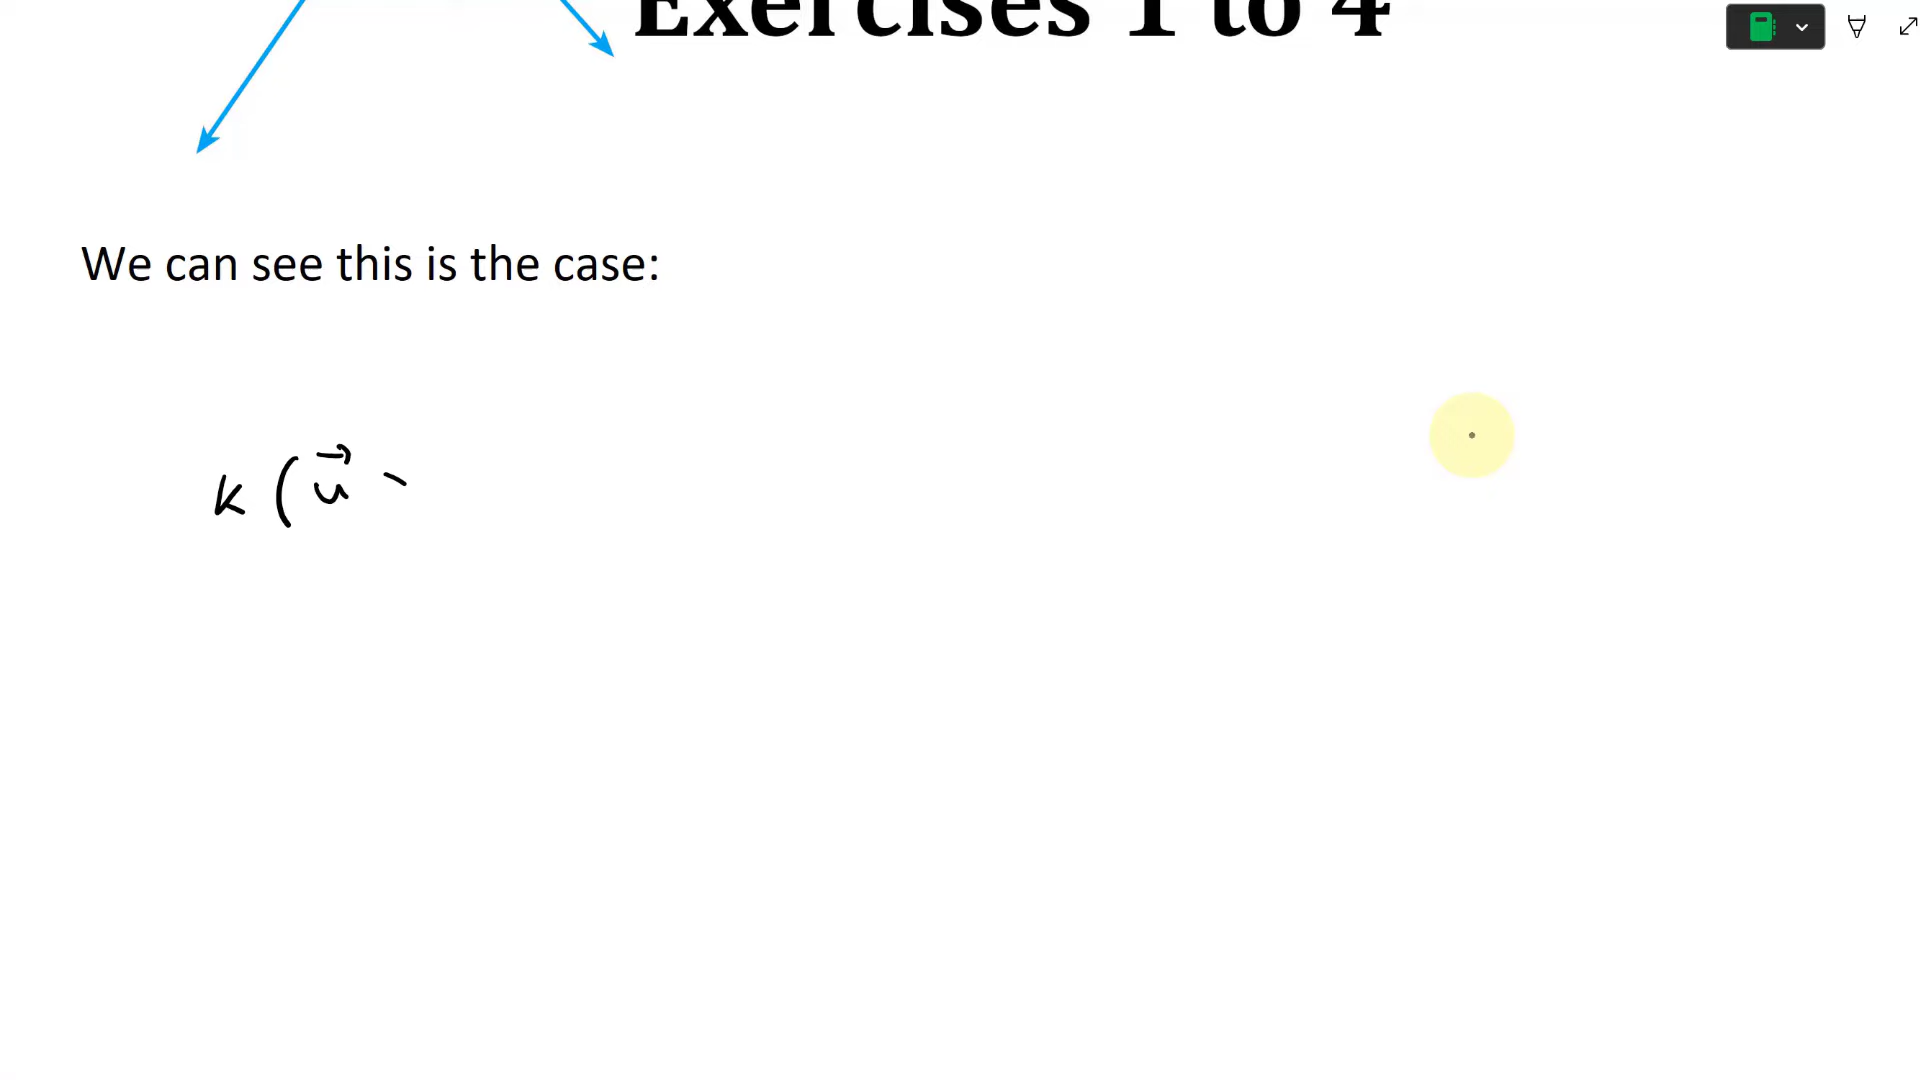 Exercises 1 to 4
We can see this is the case:
k (u⃗